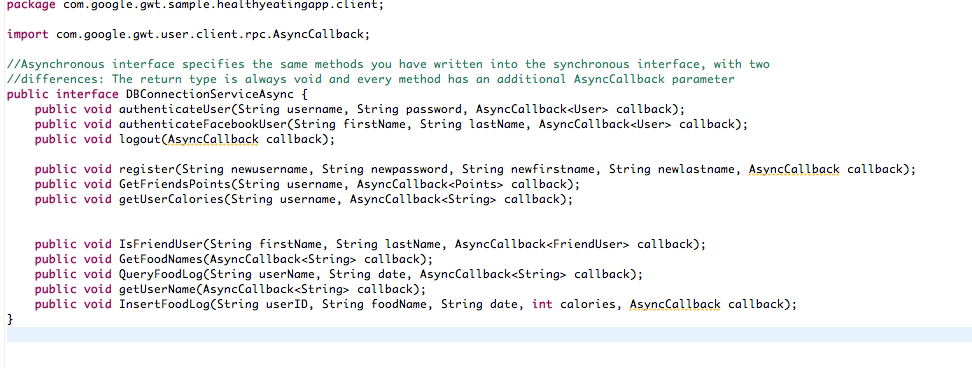 package com.google.gwt.sample.healthyeatingapp.client;
import com.google.gwt.user.client.rpc.AsyncCallback;
//Asynchronous interface specifies the same methods you have written into the synchronous interface, with two
//differences: The return type is always void and every method has an additional AsyncCallback parameter
public interface DBConnectionServiceAsync {
public void authenticateUser(String username, String password, AsyncCallback<User> callback);
public void authenticateFacebookUser(String firstName, String lastName, AsyncCallback<User> callback);
public void logout(AsyncCallback callback);
public void register(String newusername, String newpassword, String newfirstname, String newlastname, AsyncCallback callback);
public void GetFriendsPoints(String username, AsyncCallback<Points> callback);
public void getUserCalories(String username, AsyncCallback<String> callback);
public void IsFriendUser(String firstName, String lastName, AsyncCallback<FriendUser> callback);
public void GetFoodNames(AsyncCallback<String> callback);
public void QueryFoodLog(String userName, String date, AsyncCallback<String> callback);
public void getUserName(AsyncCallback<String> callback);
public void InsertFoodLog(String userID, String foodName, String date, int calories, AsyncCallback callback);
}